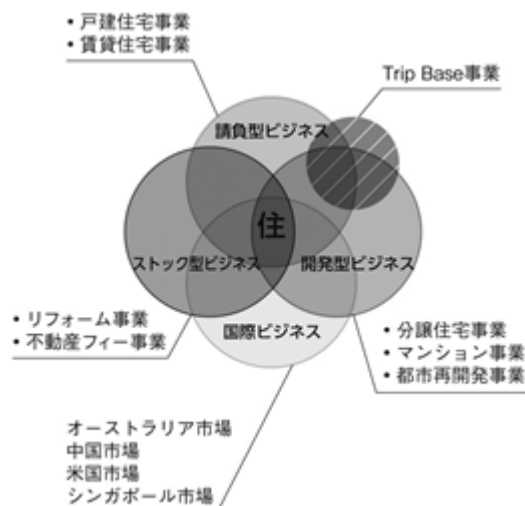 • 戸建住宅事業
• 賃貸住宅事業
Trip Base事業
請負型ビジネス
住
ストック型ビジネス
開発型ビジネス
国際ビジネス
• リフォーム事業
• 不動産フィー事業
• 分譲住宅事業
• マンション事業
• 都市再開発事業
オーストラリア市場
中国市場
米国市場
シンガポール市場